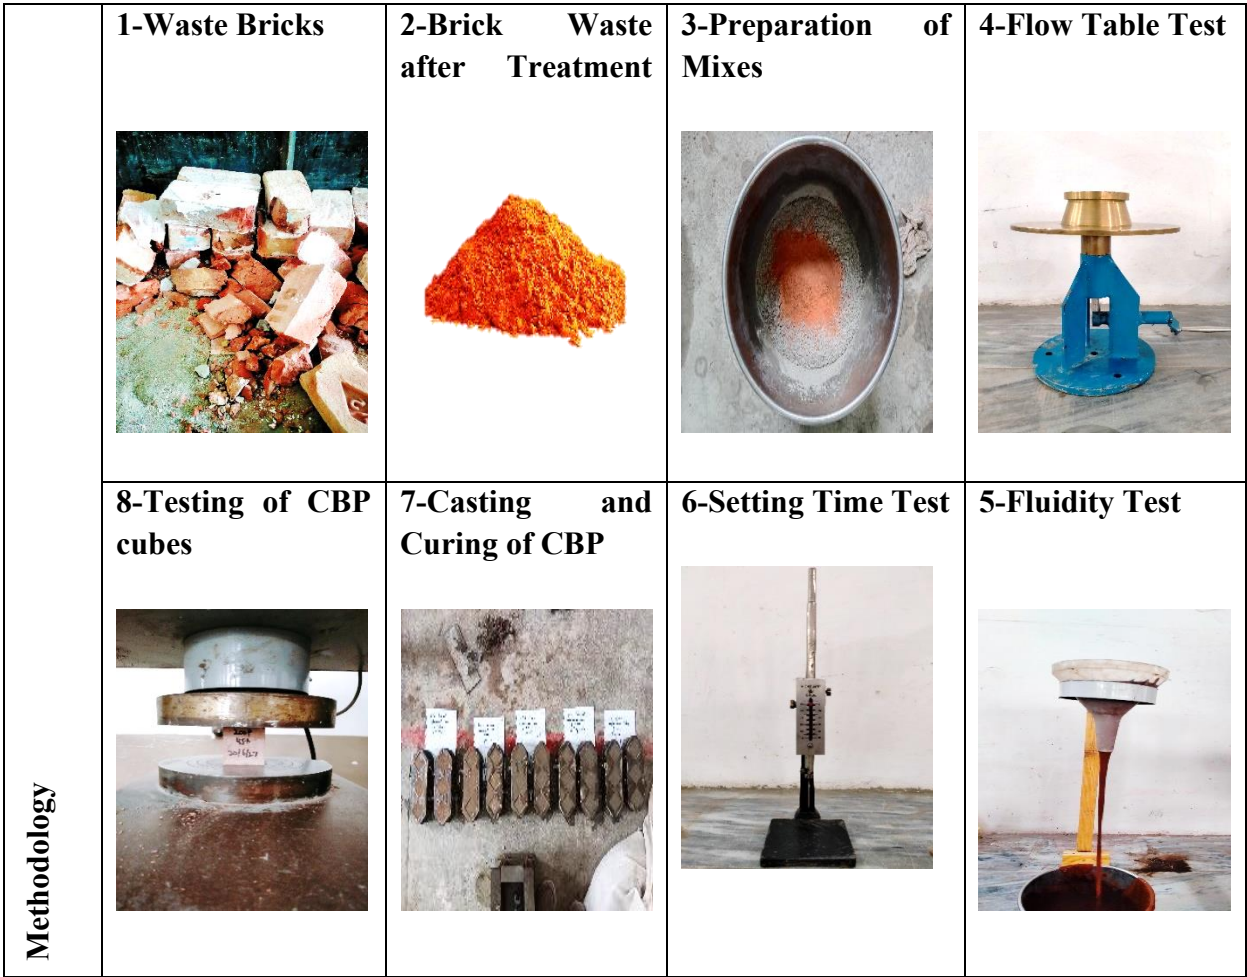 1-Waste Bricks
2-Brick Waste
after Treatment
3-Preparation of
Mixes
4-Flow Table Test
8-Testing of CBP
cubes
7-Casting and
Curing of CBP
6-Setting Time Test
5-Fluidity Test
Methodology